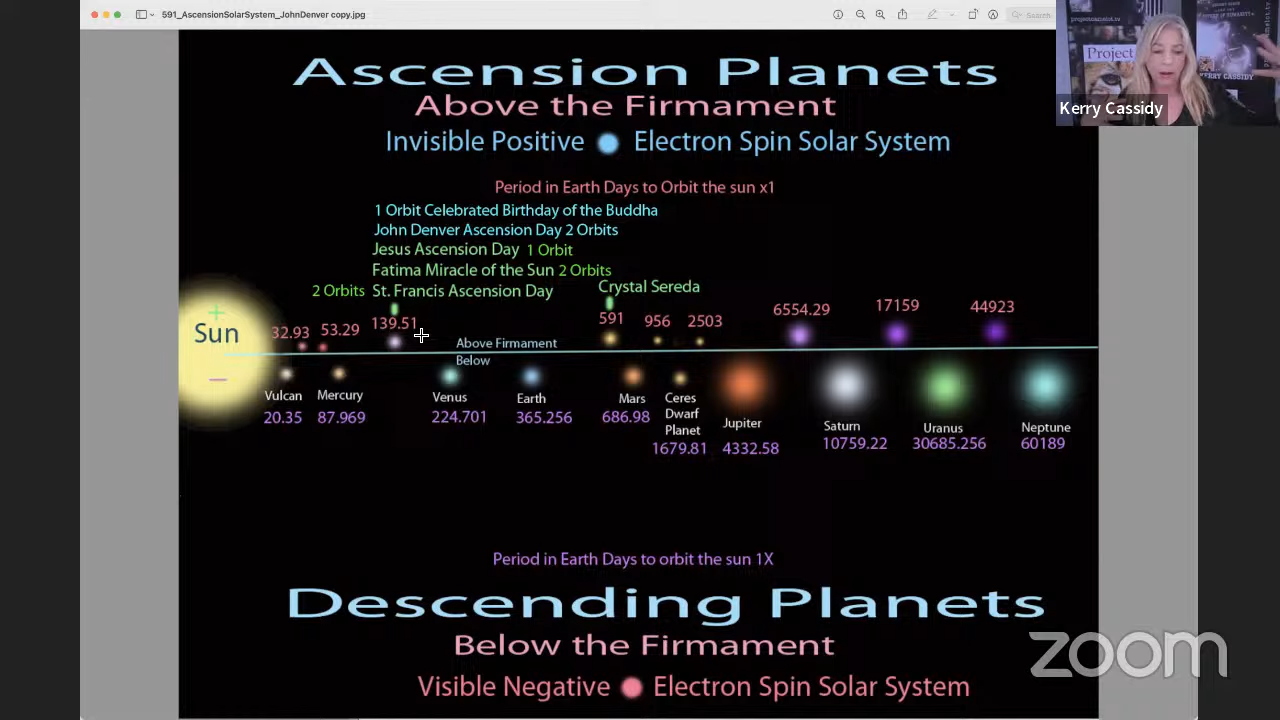 591_AscensionSolarSystem_JohnDenver copy.jpg
Search
projectcamelot.tv
Project
KERRY CASSIDY
Kerry Cassidy
Ascension Planets
Above the Firmament
Invisible Positive Electron Spin Solar System
Period in Earth Days to Orbit the sun x1
1 Orbit Celebrated Birthday of the Buddha
John Denver Ascension Day 2 Orbits
Jesus Ascension Day 1 Orbit
Fatima Miracle of the Sun 2 Orbits
2 Orbits St. Francis Ascension Day
Crystal Sereda
+
Sun
–
32.93 53.29 139.51 591 956 2503 6554.29 17159 44923
Above Firmament
Below
Vulcan Mercury Venus Earth Mars Ceres Dwarf Planet Jupiter Saturn Uranus Neptune
20.35 87.969 224.701 365.256 686.98 1679.81 4332.58 10759.22 30685.256 60189
Period in Earth Days to orbit the sun 1X
Descending Planets
Below the Firmament
Visible Negative Electron Spin Solar System
zoom